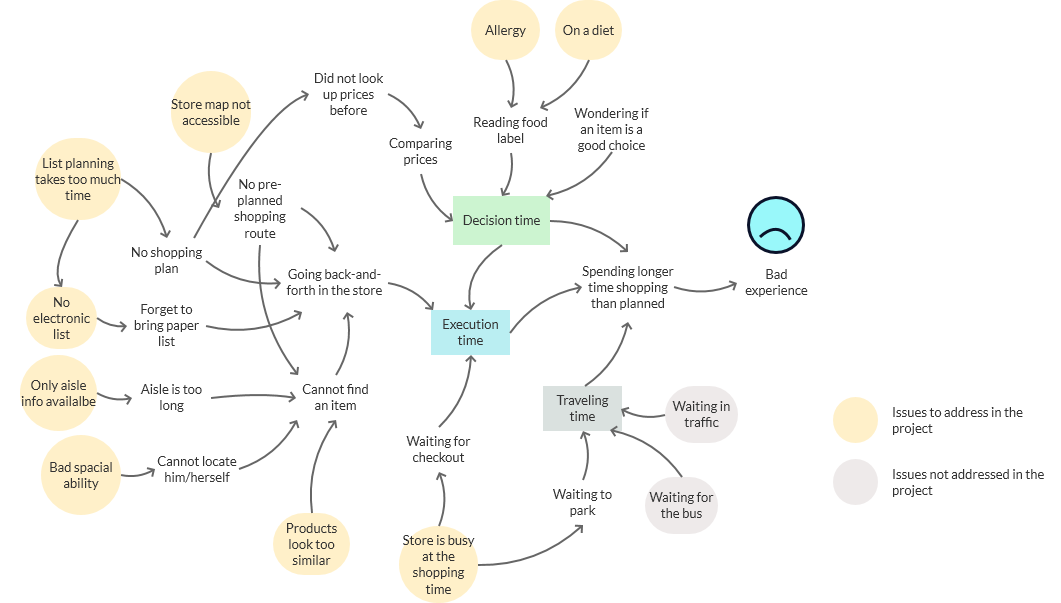 Allergy
On a diet
Did not look
up prices
before
Store map not
accessible
Reading food
label
Wondering if
an item is a
good choice
Comparing
prices
List planning
takes too much
time
No pre-
planned
shopping
route
Decision time
No shopping
plan
Going back-and-
forth in the store
Spending longer
time shopping
than planned
Bad
experience
No
electronic
list
Forget to
bring paper
list
Execution
time
Only aisle
info availalbe
Aisle is too
long
Cannot find
an item
Traveling
time
Waiting in
traffic
Issues to address in the
project
Waiting for
checkout
Bad spacial
ability
Cannot locate
him/herself
Issues not addressed in the
project
Waiting to
park
Waiting for
the bus
Products
look too
similar
Store is busy
at the
shopping
time